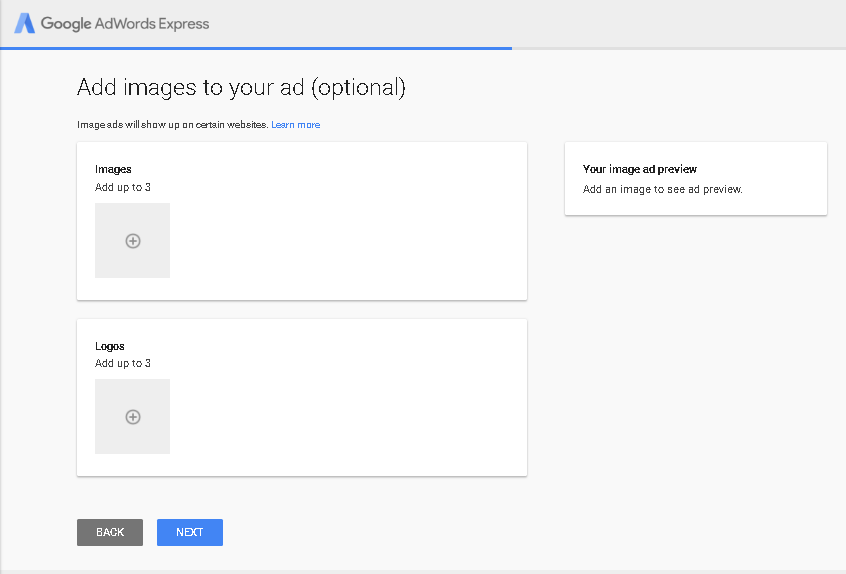 Google AdWords Express
Add images to your ad (optional)
Image ads will show up on certain websites. Learn more
Images
Add up to 3
Your image ad preview
Add an image to see ad preview.
Logos
Add up to 3
BACK
NEXT